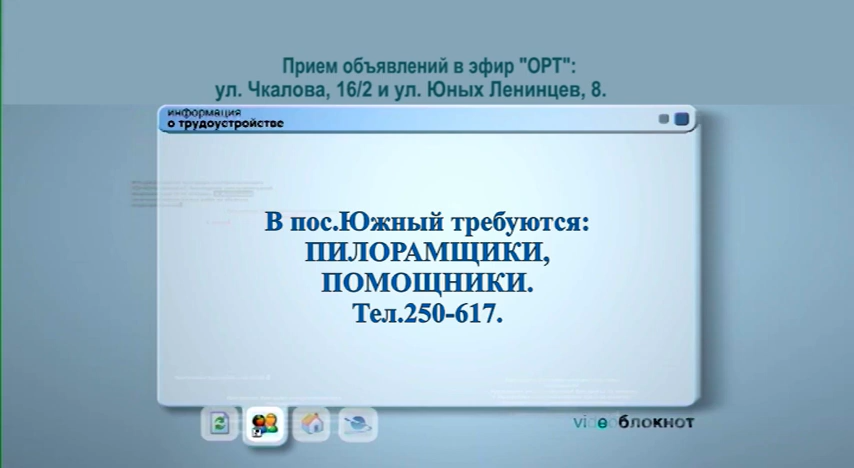 Прием объявлений в эфир "ОРТ":
ул. Чкалова, 16/2 и ул. Юных Ленинцев, 8.
информация
о трудоустройстве
В пос.Южный требуются:
ПИЛОРАМЩИКИ,
ПОМОЩНИКИ.
Тел.250-617.
videoблокнот